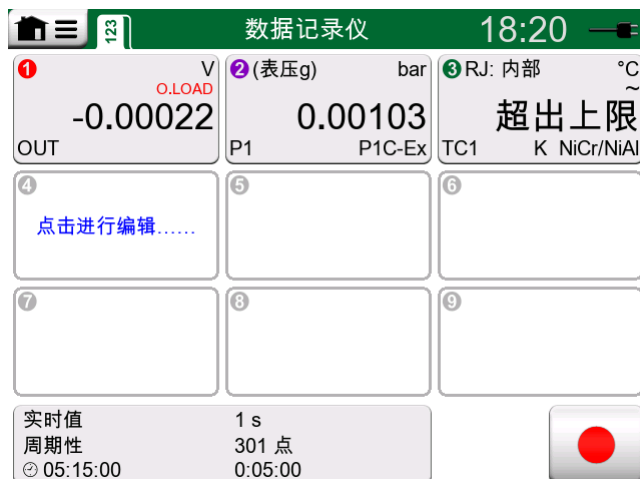 123 数据记录仪 18:20
1 V
O.LOAD
-0.00022
OUT
2 (表压g) bar
0.00103
P1 P1C-Ex
3 RJ: 内部 °C
~
超出上限
TC1 K NiCr/NiAl
4
点击进行编辑......
5
6
7
8
9
实时值 1 s
周期性 301 点
05:15:00 0:05:00